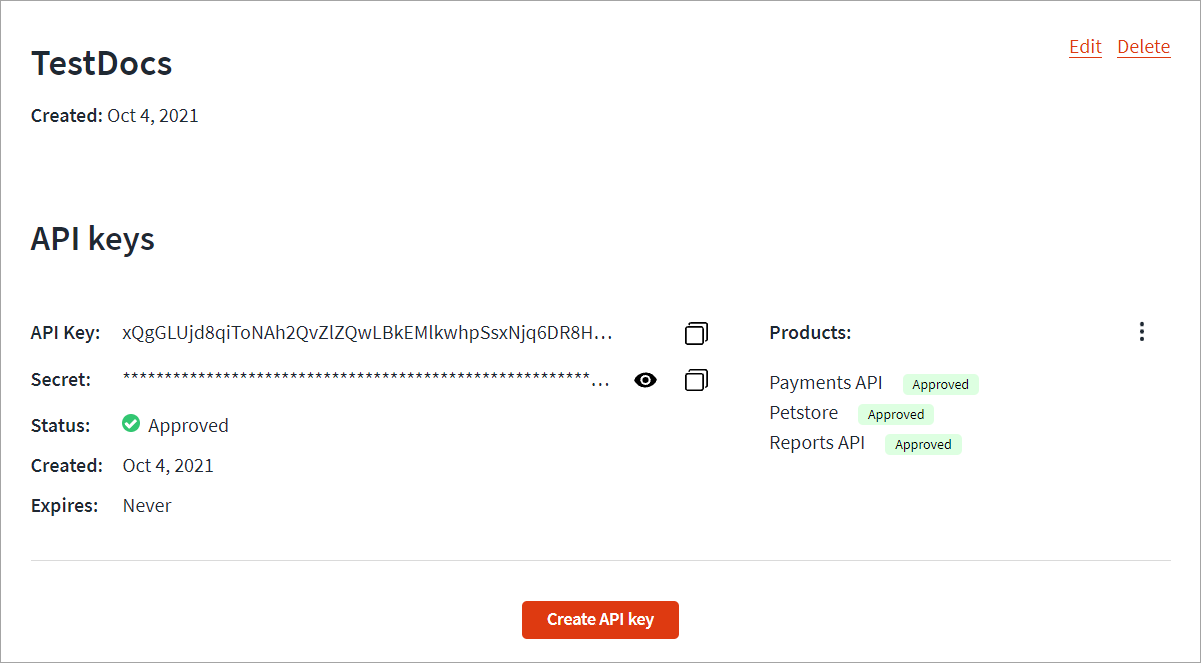 TestDocs
Edit Delete
Created: Oct 4, 2021
API keys
API Key: xQgGLUjd8qiToNAh2QvZlZQwLBkEMlkwhpSsxNjq6DR8H...
Secret: *********************************************************...
Status: Approved
Created: Oct 4, 2021
Expires: Never
Products:
Payments API Approved
Petstore Approved
Reports API Approved
Create API key